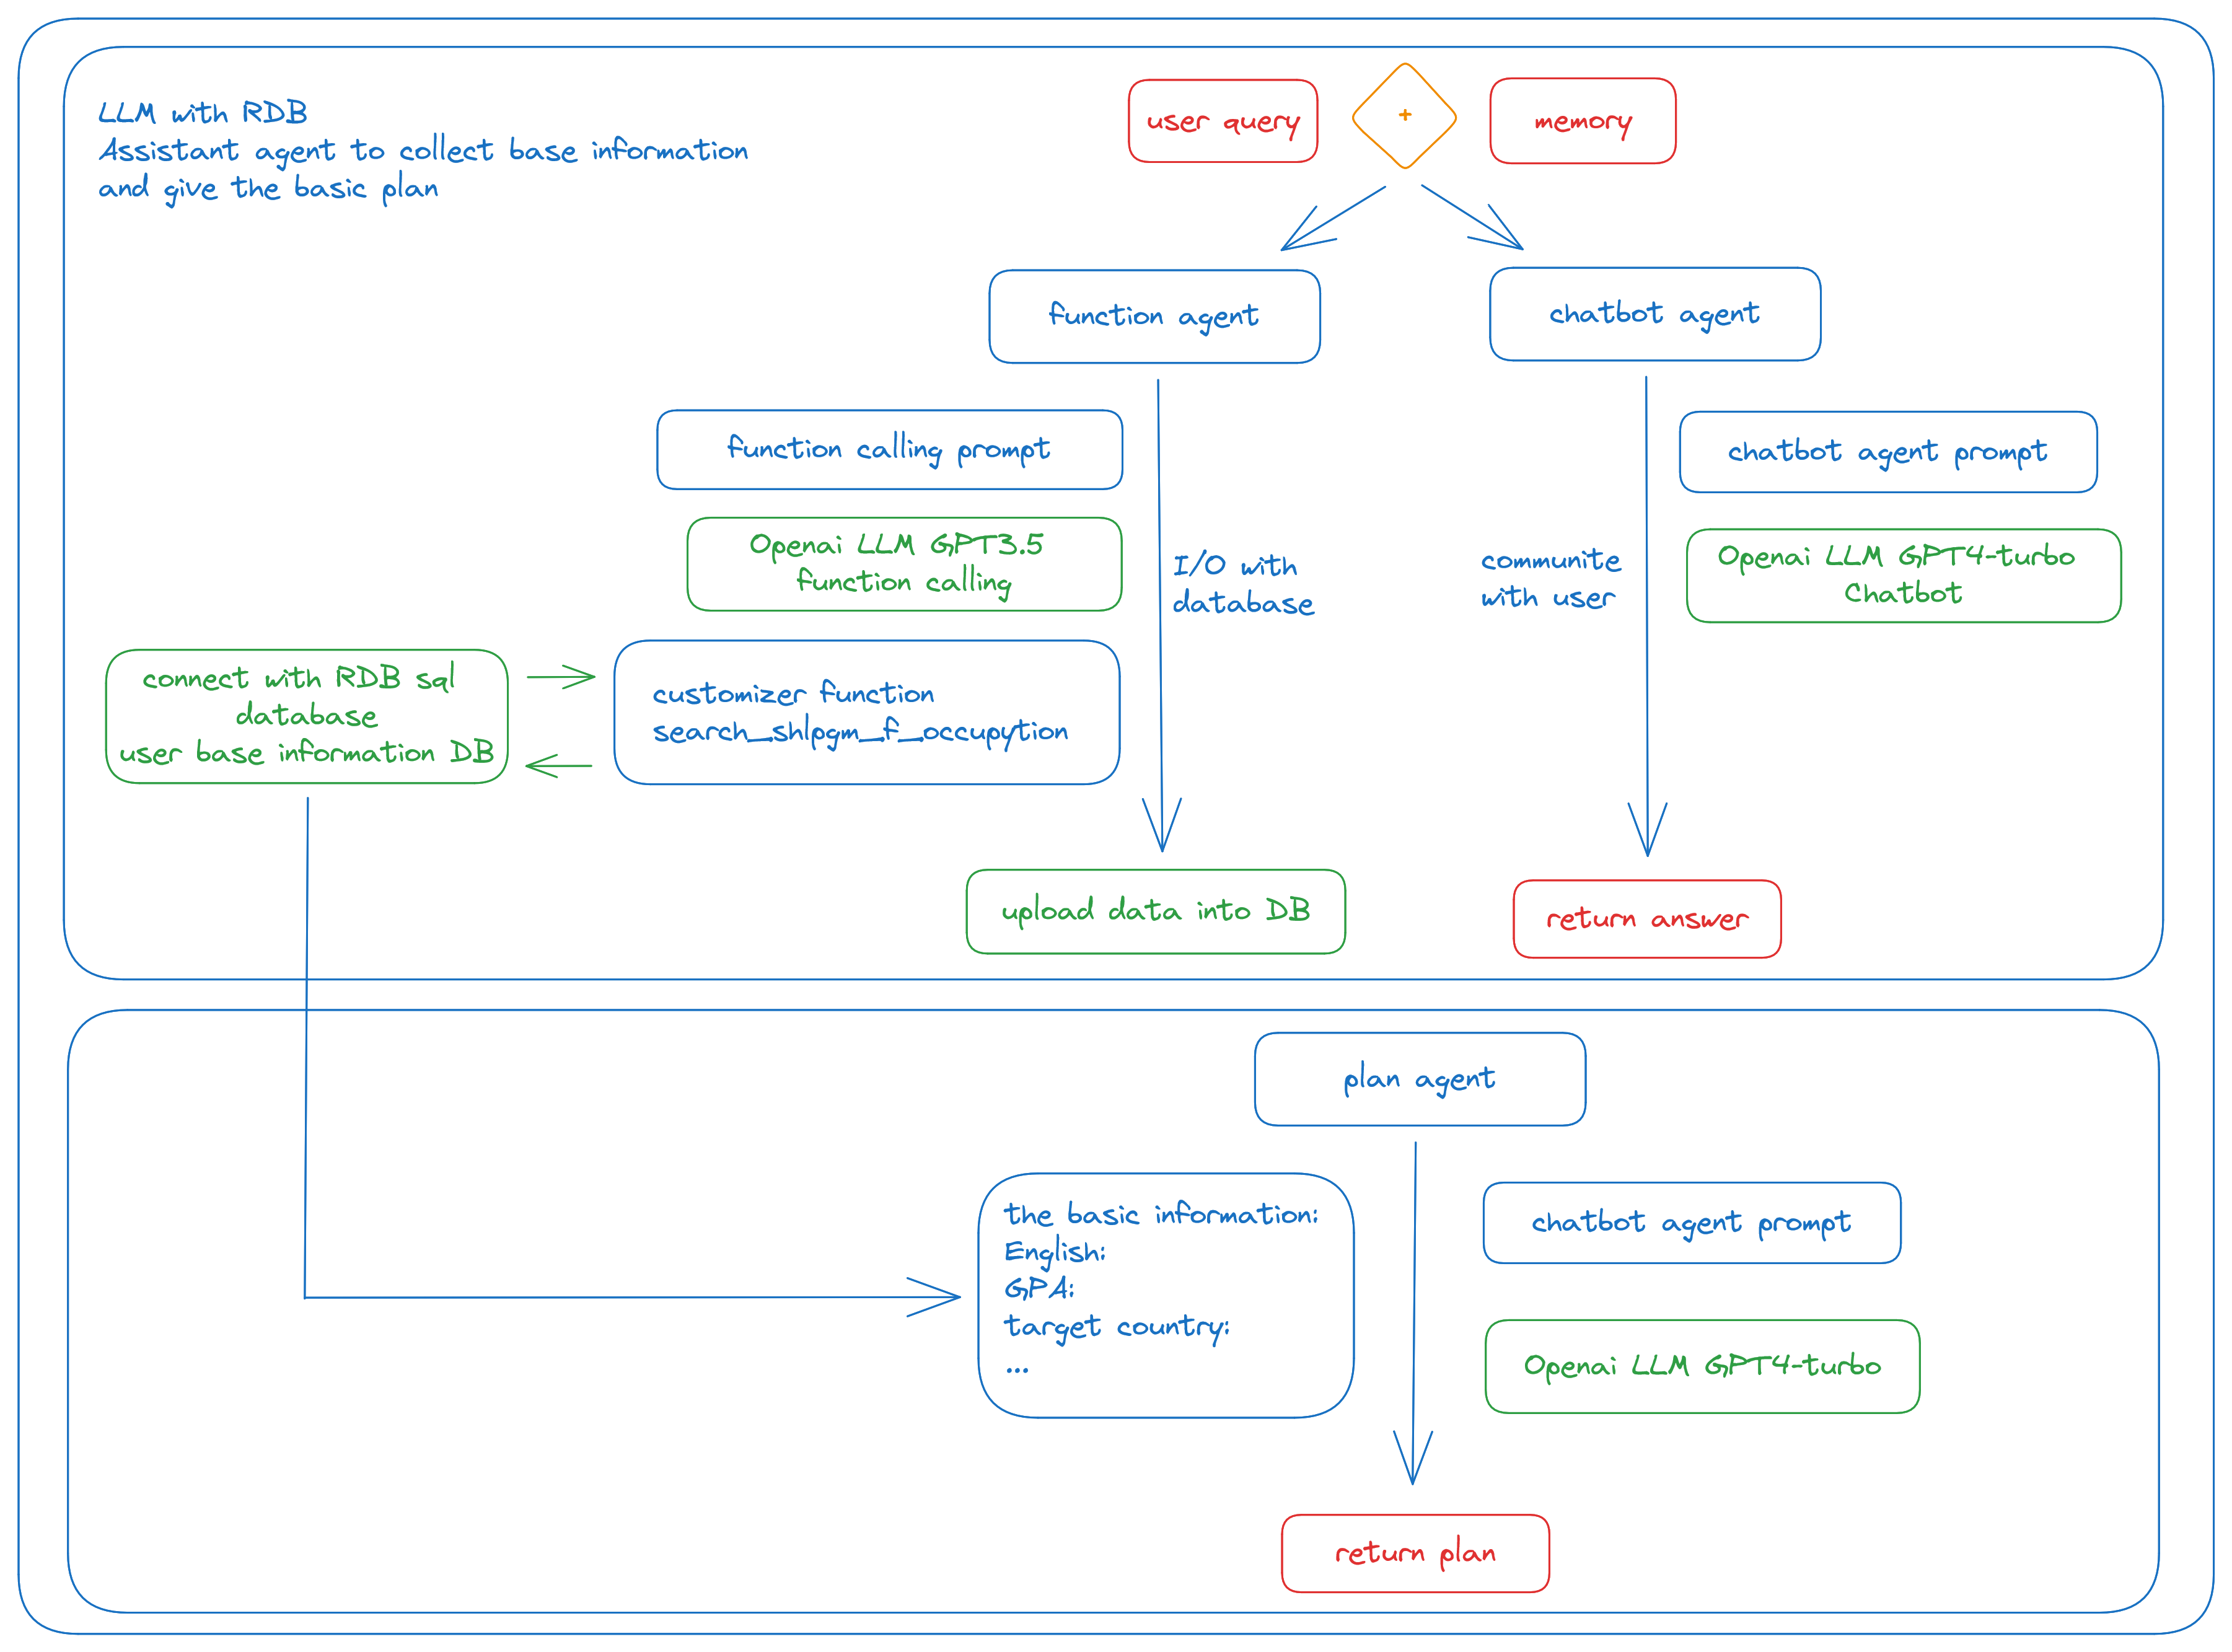 LLM with RDB
Assistant agent to collect base information
and give the basic plan
user query
+
memory
function agent
chatbot agent
function calling prompt
chatbot agent prompt
Openai LLM GPT3.5
function calling
I/O with
database
communite
with user
Openai LLM GPT4-turbo
Chatbot
connect with RDB sql
database
user base information DB
customizer function
search_shlpgm_f_occupytion
upload data into DB
return answer
plan agent
the basic information:
English:
GPA:
target country:
...
chatbot agent prompt
Openai LLM GPT4-turbo
return plan